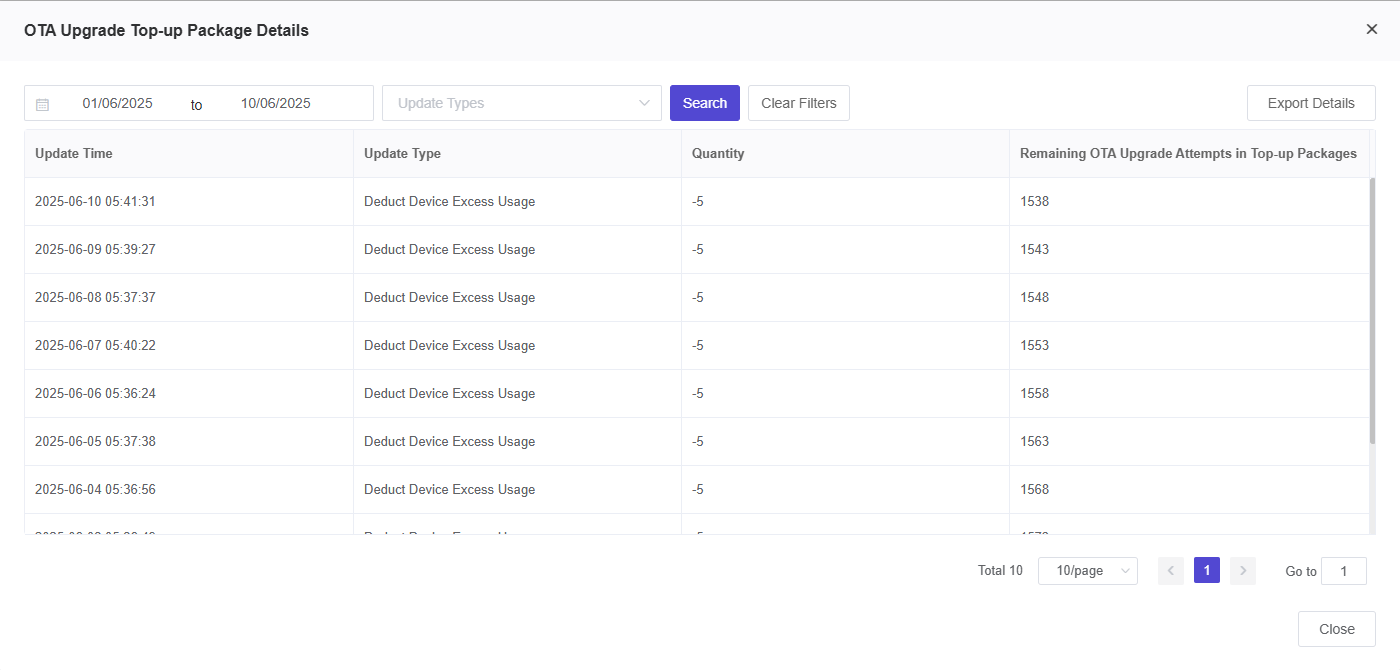 OTA Upgrade Top-up Package Details
01/06/2025 to 10/06/2025 Update Types Search Clear Filters Export Details
Update Time Update Type Quantity Remaining OTA Upgrade Attempts in Top-up Packages
2025-06-10 05:41:31 Deduct Device Excess Usage -5 1538
2025-06-09 05:39:27 Deduct Device Excess Usage -5 1543
2025-06-08 05:37:37 Deduct Device Excess Usage -5 1548
2025-06-07 05:40:22 Deduct Device Excess Usage -5 1553
2025-06-06 05:36:24 Deduct Device Excess Usage -5 1558
2025-06-05 05:37:38 Deduct Device Excess Usage -5 1563
2025-06-04 05:36:56 Deduct Device Excess Usage -5 1568
Total 10 10/page 1 Go to 1
Close